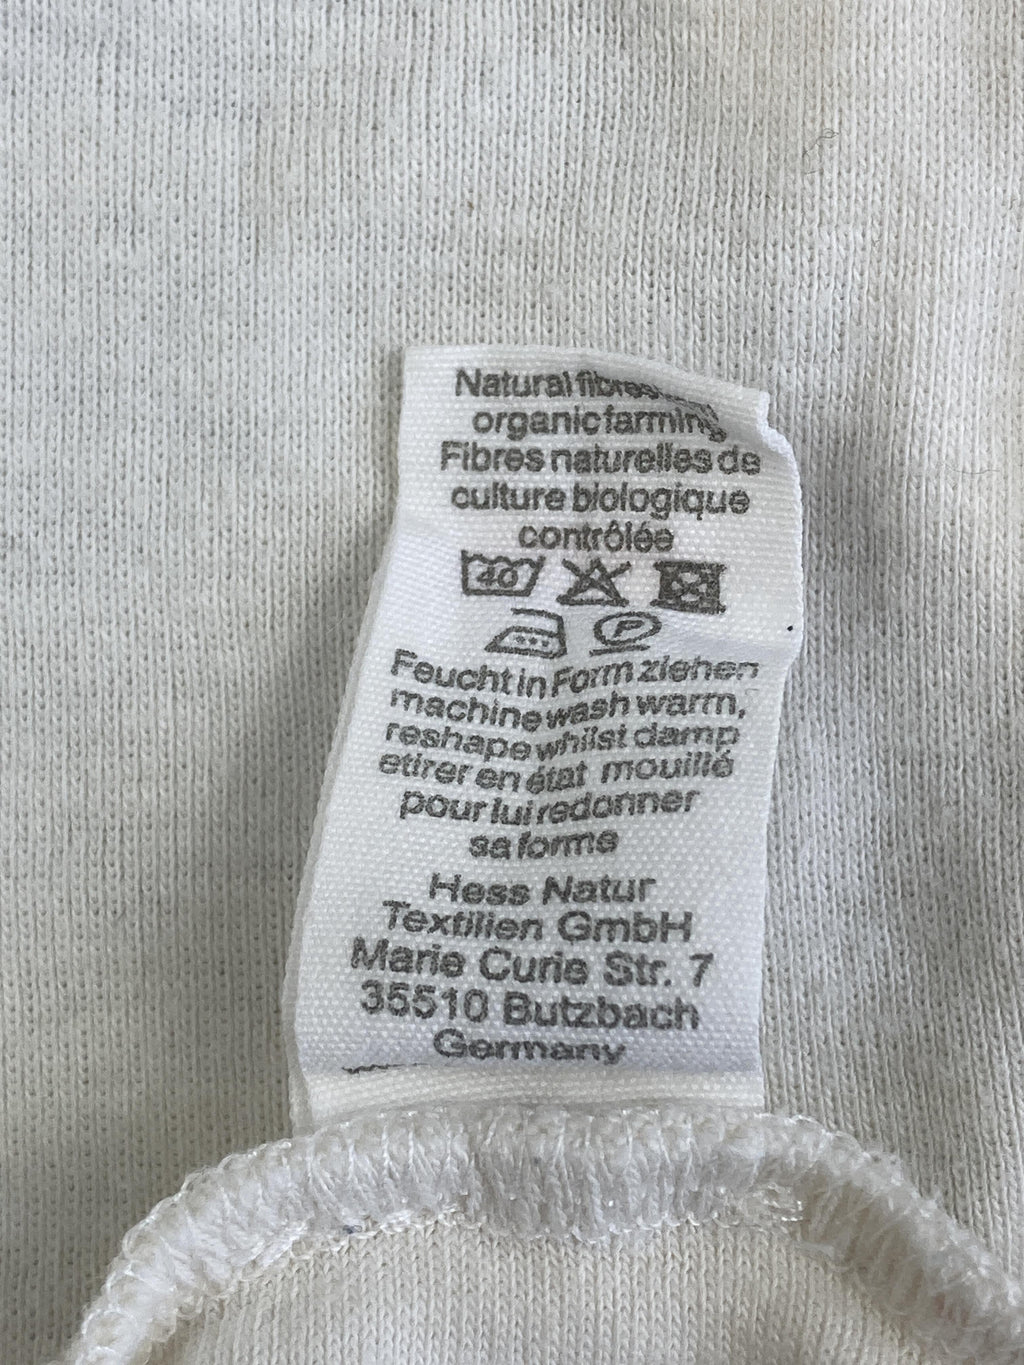 Natural fibres
organic farming
Fibres naturelles de
culture biologique
contrôlée
40
P
Feucht in Form ziehen
machine wash warm,
reshape whilst damp
etirer en état mouillé
pour lui redonner
sa forme
Hess Natur
Textilien GmbH
Marie Curie Str. 7
35510 Butzbach
Germany